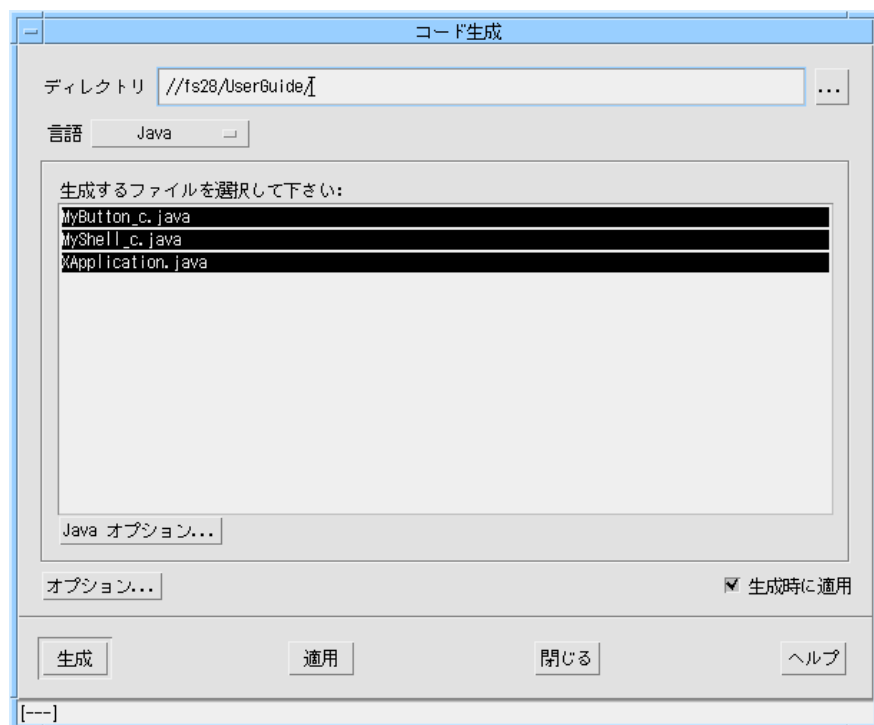 コード生成
ディレクトリ //fs28/UserGuide/
...
言語 Java
生成するファイルを選択して下さい:
MyButton_c.java
MyShell_c.java
XApplication.java
Java オプション...
オプション...
生成時に適用
生成 適用 閉じる ヘルプ
[---]